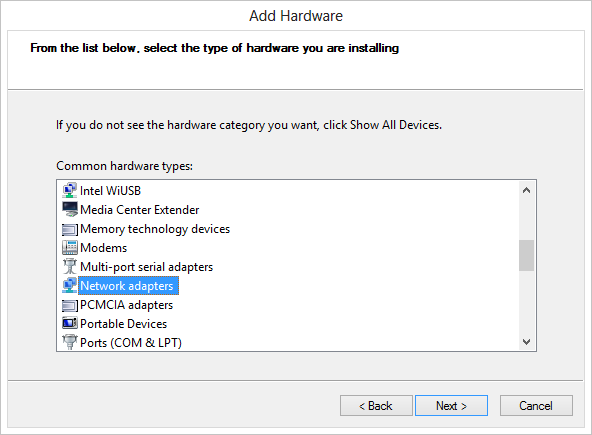 Add Hardware
From the list below, select the type of hardware you are installing
If you do not see the hardware category you want, click Show All Devices.
Common hardware types:
Intel WiUSB
Media Center Extender
Memory technology devices
Modems
Multi-port serial adapters
Network adapters
PCMCIA adapters
Portable Devices
Ports (COM & LPT)
< Back
Next >
Cancel